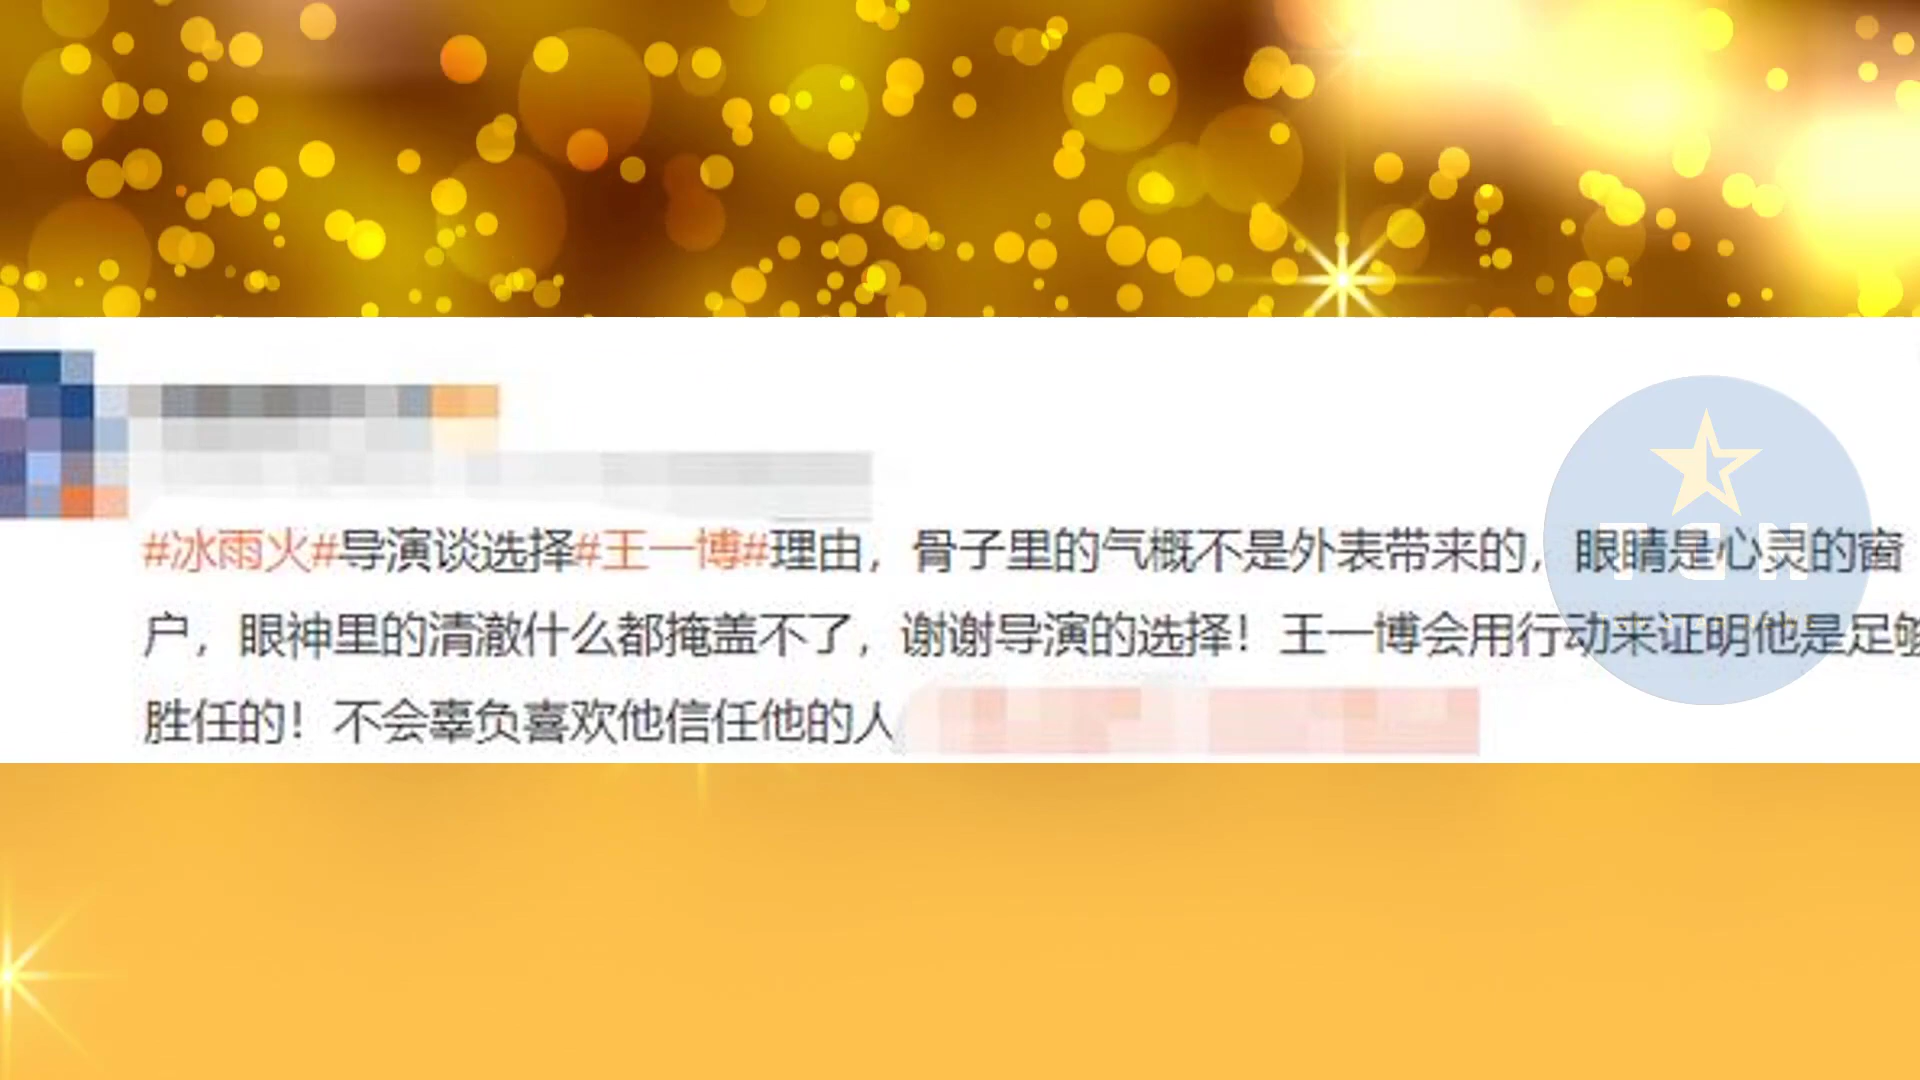 #冰雨火#导演谈选择#王一博#理由，骨子里的气概不是外表带来的，眼睛是心灵的窗
户，眼神里的清澈什么都掩盖不了，谢谢导演的选择！王一博会用行动来证明他是足够
胜任的！不会辜负喜欢他信任他的人